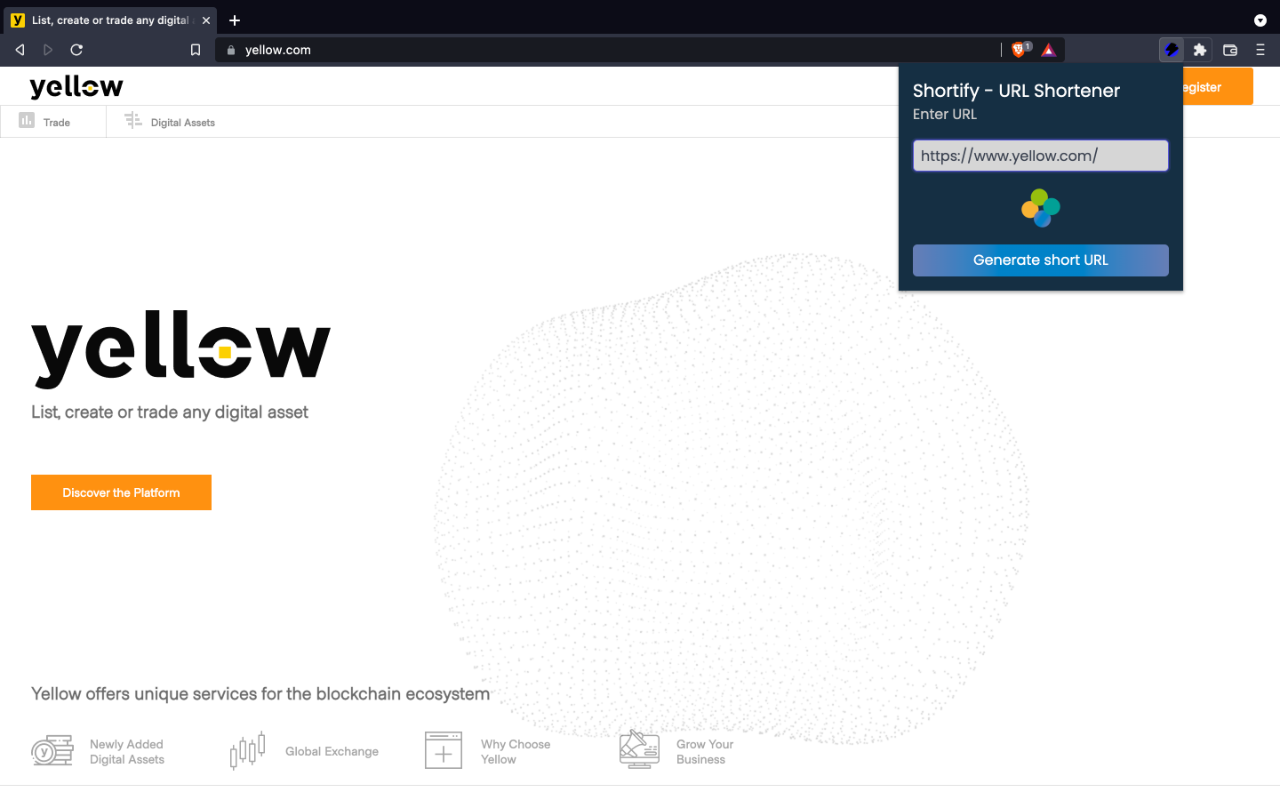 y List, create or trade any digital
yellow.com
1
yellow
Trade
Digital Assets
egister
Shortify - URL Shortener
Enter URL
https://www.yellow.com/
Generate short URL
yellow
List, create or trade any digital asset
Discover the Platform
Yellow offers unique services for the blockchain ecosystem
y
Newly Added
Digital Assets
Global Exchange
Why Choose
Yellow
Grow Your
Business